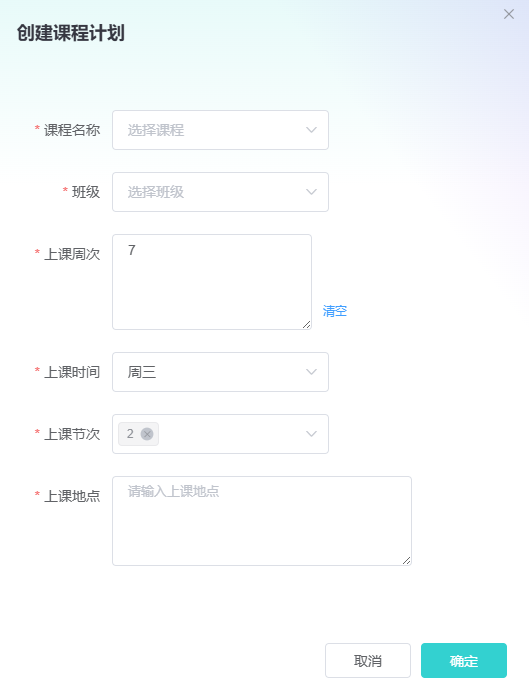 创建课程计划
* 课程名称 选择课程
* 班级 选择班级
* 上课周次 7
清空
* 上课时间 周三
* 上课节次 2
* 上课地点 请输入上课地点
取消 确定